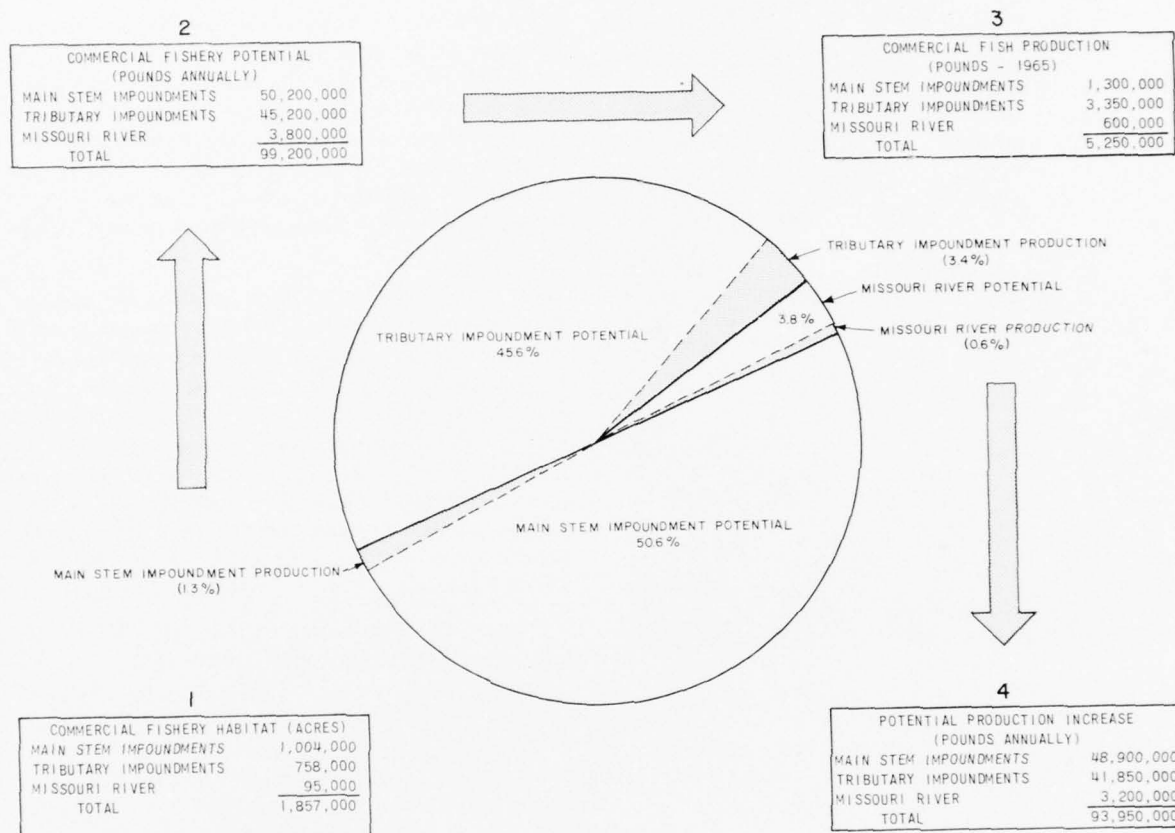 2
COMMERCIAL FISHERY POTENTIAL
(POUNDS ANNUALLY)
MAIN STEM IMPOUNDMENTS 50,200,000
TRIBUTARY IMPOUNDMENTS 45,200,000
MISSOURI RIVER 3,800,000
TOTAL 99,200,000
3
COMMERCIAL FISH PRODUCTION
(POUNDS - 1965)
MAIN STEM IMPOUNDMENTS 1,300,000
TRIBUTARY IMPOUNDMENTS 3,350,000
MISSOURI RIVER 600,000
TOTAL 5,250,000
TRIBUTARY IMPOUNDMENT PRODUCTION
(3.4%)
MISSOURI RIVER POTENTIAL
3.8%
MISSOURI RIVER PRODUCTION
(0.6%)
TRIBUTARY IMPOUNDMENT POTENTIAL
45.6%
MAIN STEM IMPOUNDMENT POTENTIAL
50.6%
MAIN STEM IMPOUNDMENT PRODUCTION
(1.3%)
1
COMMERCIAL FISHERY HABITAT (ACRES)
MAIN STEM IMPOUNDMENTS 1,004,000
TRIBUTARY IMPOUNDMENTS 758,000
MISSOURI RIVER 95,000
TOTAL 1,857,000
4
POTENTIAL PRODUCTION INCREASE
(POUNDS ANNUALLY)
MAIN STEM IMPOUNDMENTS 48,900,000
TRIBUTARY IMPOUNDMENTS 41,850,000
MISSOURI RIVER 3,200,000
TOTAL 93,950,000